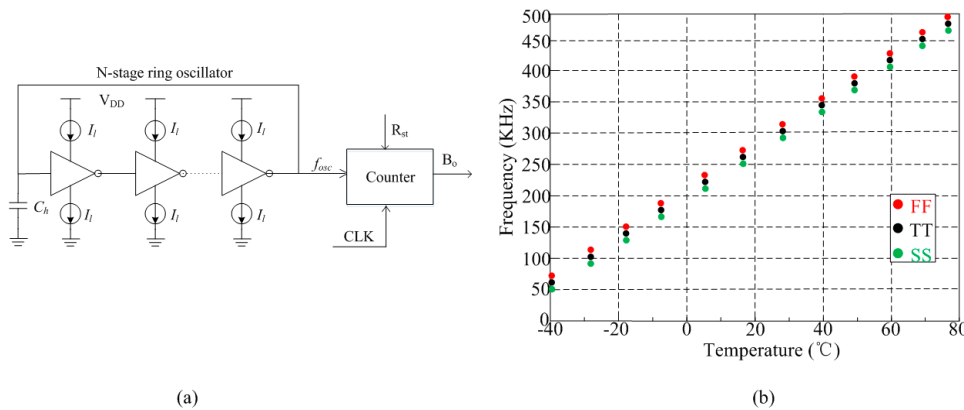 N-stage ring oscillator
V_DD
I_l
I_l
I_l
R_st
f_osc
B_o
Counter
C_h
I_l
I_l
I_l
CLK
(a)
Frequency (KHz)
500
450
400
350
300
250
200
150
100
50
0
FF
TT
SS
-40
-20
0
20
40
60
80
Temperature (℃)
(b)